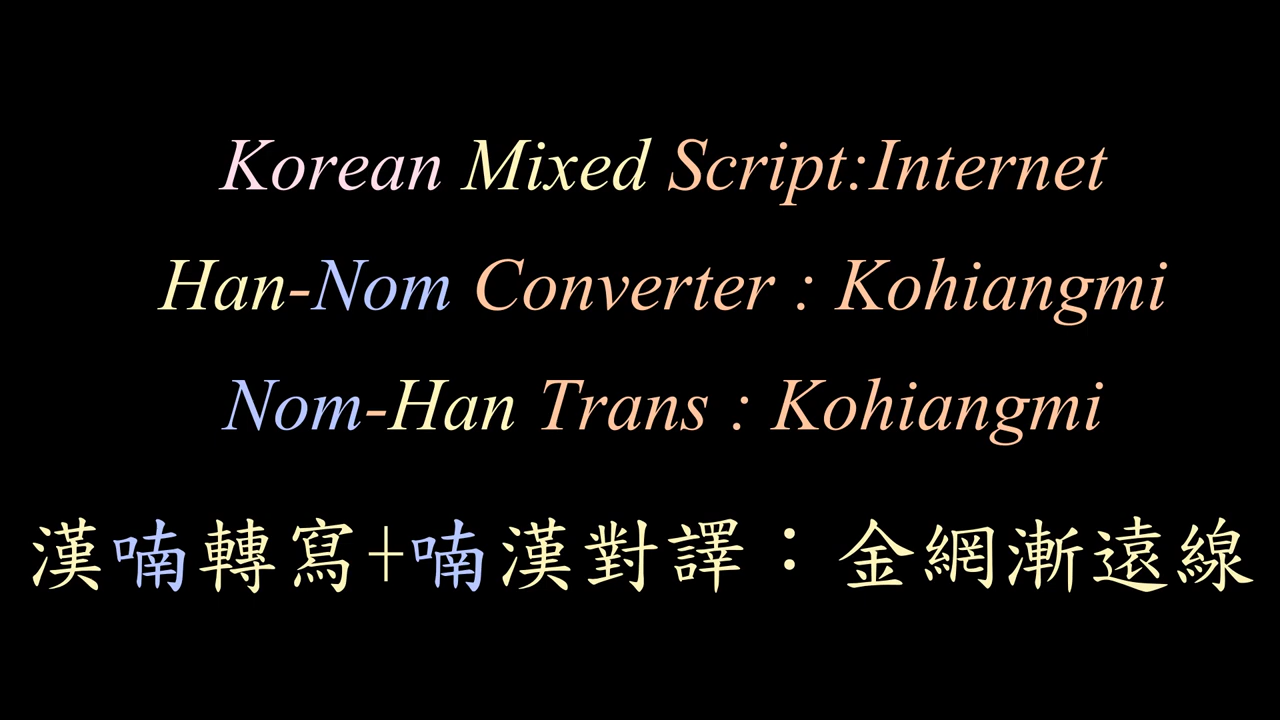 Korean Mixed Script:Internet
Han-Nom Converter : Kohiangmi
Nom-Han Trans : Kohiangmi
漢喃轉寫+喃漢對譯：金網漸遠線